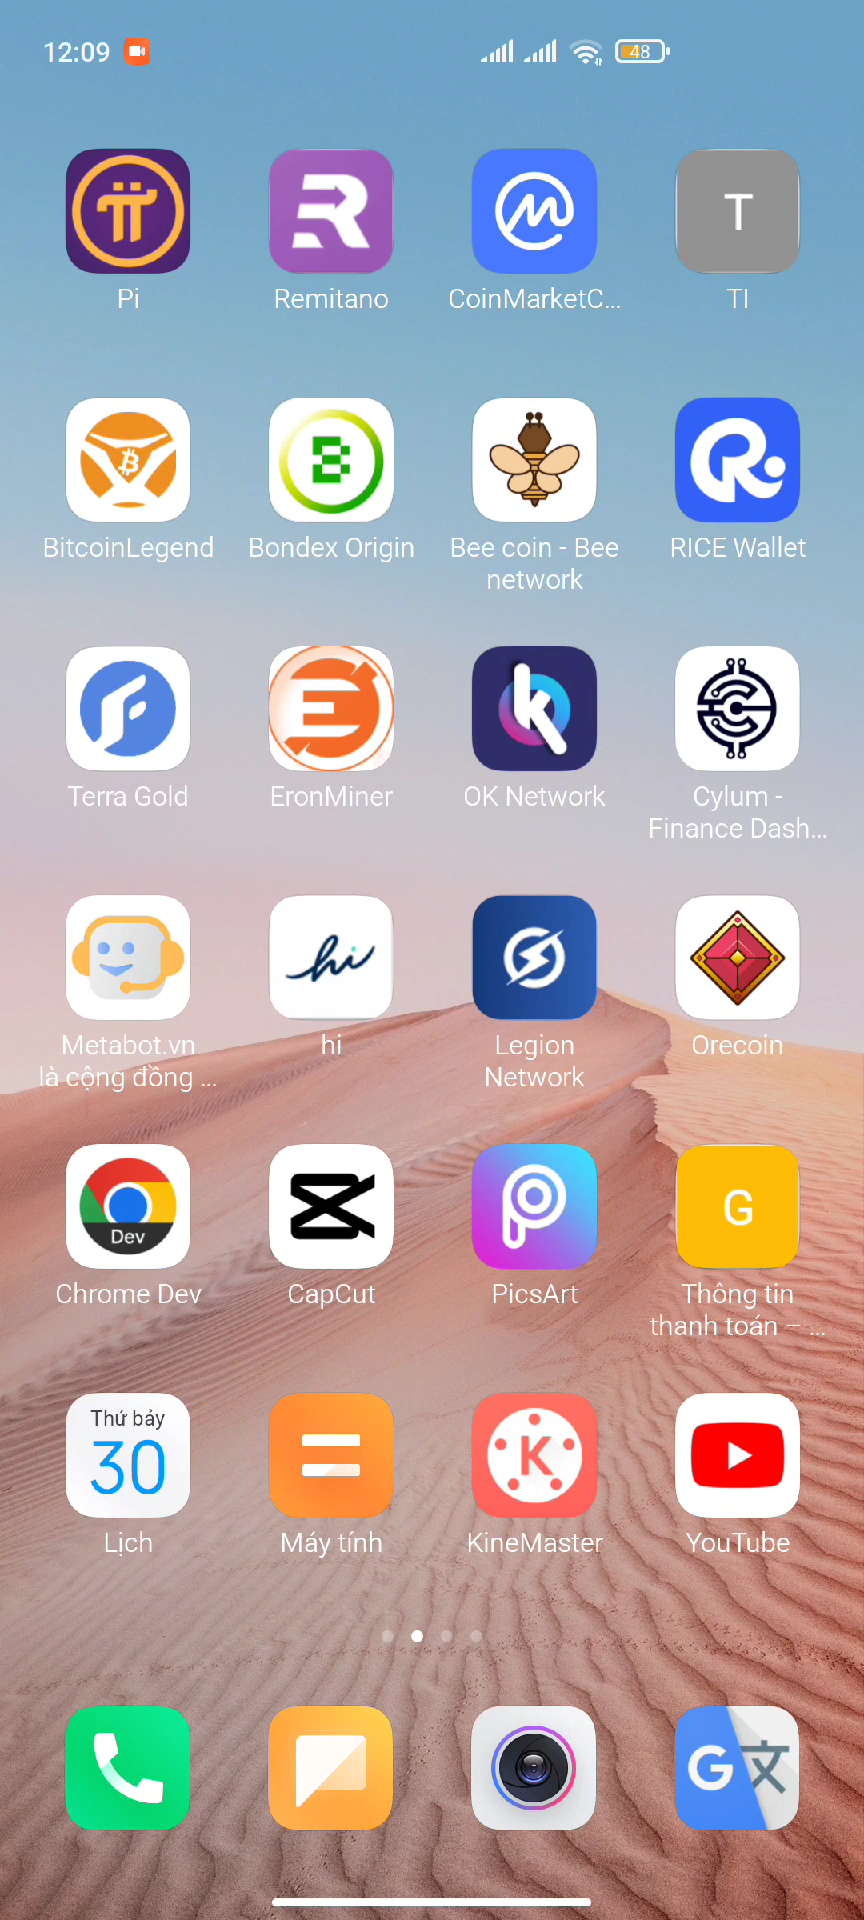 12:09
48
T
Pi
Remitano
CoinMarketC...
TI
BitcoinLegend
Bondex Origin
Bee coin - Bee
network
RICE Wallet
Terra Gold
EronMiner
OK Network
Cylum -
Finance Dash...
hi
Metabot.vn
là cộng đồng ...
hi
Legion
Network
Orecoin
Dev
G
Chrome Dev
CapCut
PicsArt
Thông tin
thanh toán – ...
Thứ bảy
30
K
Lịch
Máy tính
KineMaster
YouTube
G 文